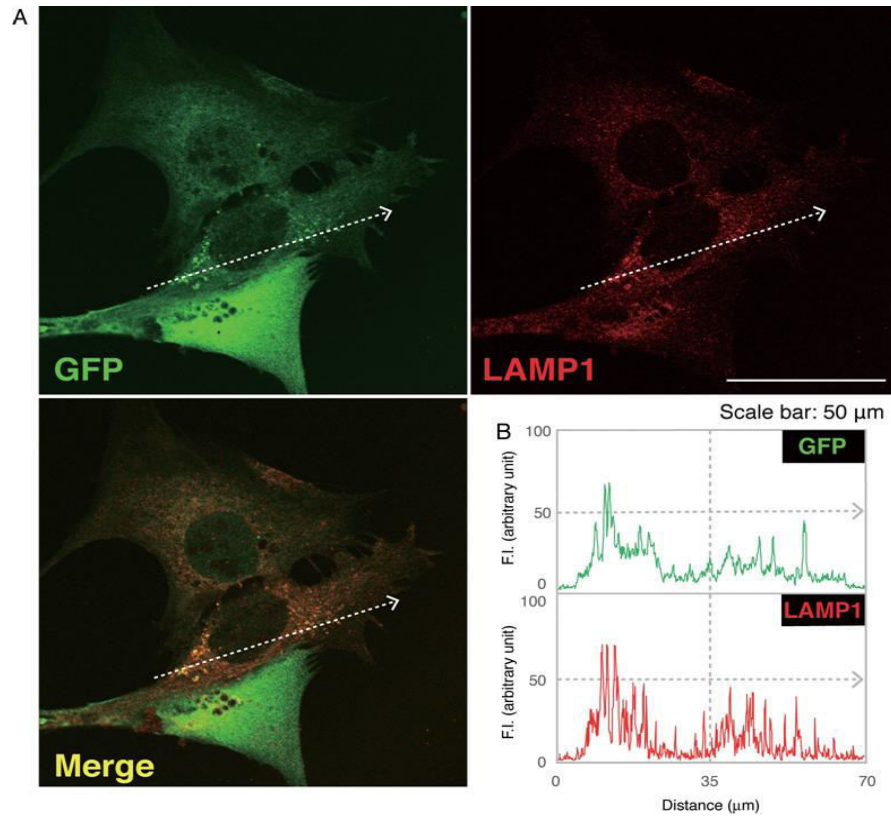 A
GFP
LAMP1
Scale bar: 50 μm
Merge
B
100
GFP
50
F.I. (arbitrary unit)
0
100
LAMP1
50
F.I. (arbitrary unit)
0
0
35
70
Distance (μm)